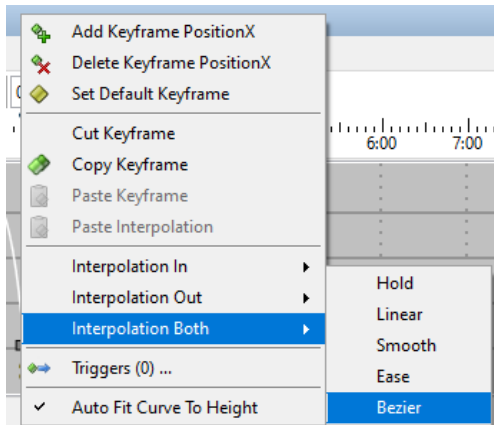 Add Keyframe PositionX
Delete Keyframe PositionX
Set Default Keyframe
Cut Keyframe
Copy Keyframe
Paste Keyframe
Paste Interpolation
Interpolation In
Interpolation Out
Interpolation Both
Triggers (0) ...
Auto Fit Curve To Height
6:00 7:00
Hold
Linear
Smooth
Ease
Bezier